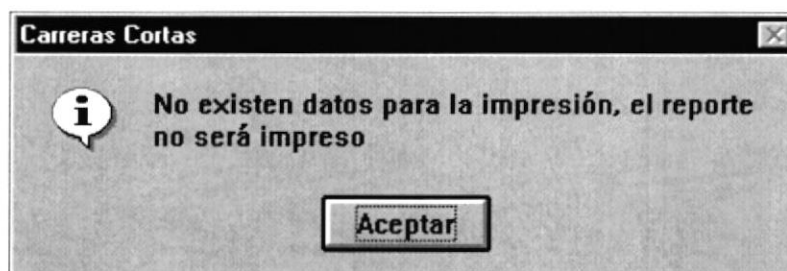 Carreras Cortas
No existen datos para la impresión, el reporte
no será impreso
Aceptar